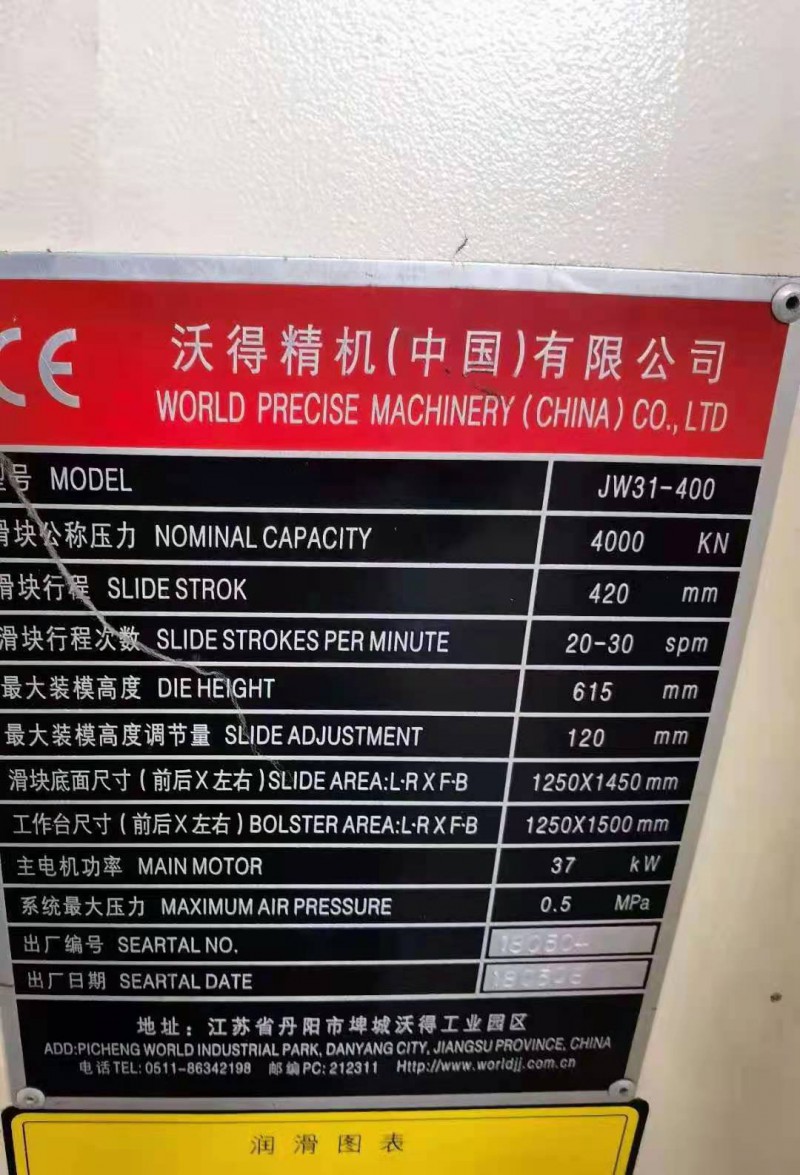 CE
沃得精机(中国)有限公司
WORLD PRECISE MACHINERY (CHINA) CO., LTD
型号 MODEL JW31-400
滑块公称压力 NOMINAL CAPACITY 4000 KN
滑块行程 SLIDE STROK 420 mm
滑块行程次数 SLIDE STROKES PER MINUTE 20-30 spm
最大装模高度 DIE HEIGHT 615 mm
最大装模高度调节量 SLIDE ADJUSTMENT 120 mm
滑块底面尺寸(前后X左右)SLIDE AREA:L·R X F·B 1250X1450 mm
工作台尺寸(前后X左右)BOLSTER AREA:L·R X F·B 1250X1500 mm
主电机功率 MAIN MOTOR 37 kW
系统最大压力 MAXIMUM AIR PRESSURE 0.5 MPa
出厂编号 SEARTAL NO.
出厂日期 SEARTAL DATE
地址:江苏省丹阳市埤城沃得工业园区
ADD:PICHENG WORLD INDUSTRIAL PARK, DANYANG CITY, JIANGSU PROVINCE, CHINA
电话TEL: 0511-86342198 邮编PC: 212311 Http://www.worldjj.com.cn
润滑图表